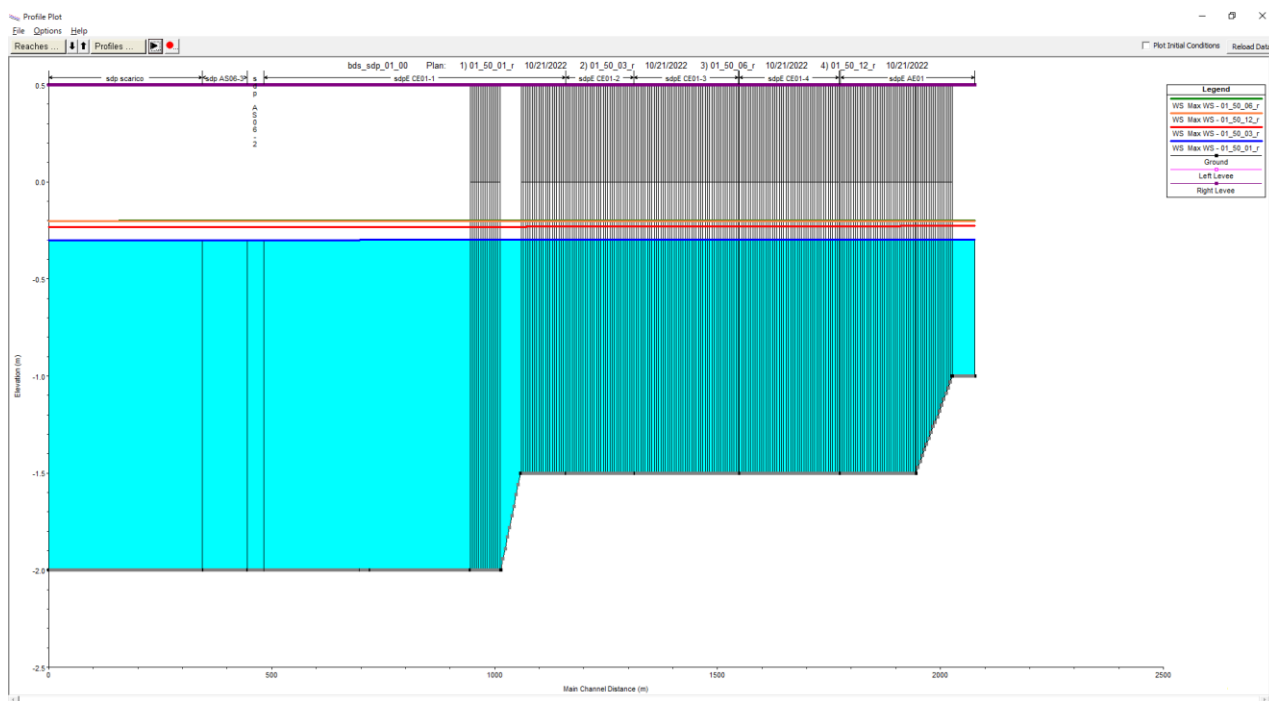 Profile Plot
File Options Help
Reaches ... Profiles ... Plot Initial Conditions Reload Data
bds_sdp_01_00 Plan: 1) 01_50_01_r 10/21/2022 2) 01_50_03_r 10/21/2022 3) 01_50_06_r 10/21/2022 4) 01_50_12_r 10/21/2022
sdp scarico sdp AS06-3 sdp AS06-2 sdpE CE01-1 sdpE CE01-2 sdpE CE01-3 sdpE CE01-4 sdpE AE01
Legend
WS Max WS - 01_50_06_r
WS Max WS - 01_50_12_r
WS Max WS - 01_50_03_r
WS Max WS - 01_50_01_r
Ground
Left Levee
Right Levee
0.5
0.0
-0.5
-1.0
-1.5
-2.0
-2.5
Elevation (m)
0 500 1000 1500 2000 2500
Main Channel Distance (m)